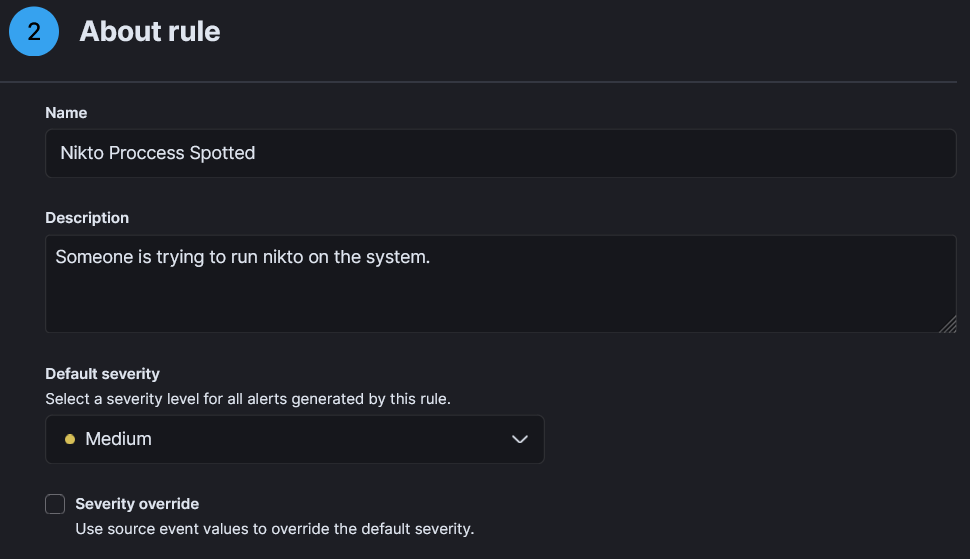 2
About rule
Name
Nikto Proccess Spotted
Description
Someone is trying to run nikto on the system.
Default severity
Select a severity level for all alerts generated by this rule.
Medium
Severity override
Use source event values to override the default severity.